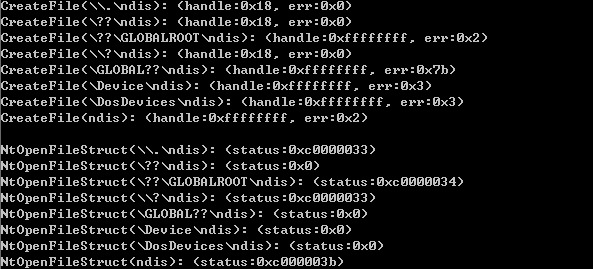 CreateFile(\\.\ndis): (handle:0x18, err:0x0)
CreateFile(\??\ndis): (handle:0x18, err:0x0)
CreateFile(\??\GLOBALROOT\ndis): (handle:0xffffffff, err:0x2)
CreateFile(\\?\ndis): (handle:0x18, err:0x0)
CreateFile(\GLOBAL??\ndis): (handle:0xffffffff, err:0x7b)
CreateFile(\Device\ndis): (handle:0xffffffff, err:0x3)
CreateFile(\DosDevices\ndis): (handle:0xffffffff, err:0x3)
CreateFile(ndis): (handle:0xffffffff, err:0x2)
NtOpenFileStruct(\\.\ndis): (status:0xc0000033)
NtOpenFileStruct(\??\ndis): (status:0x0)
NtOpenFileStruct(\??\GLOBALROOT\ndis): (status:0xc0000034)
NtOpenFileStruct(\\?\ndis): (status:0xc0000033)
NtOpenFileStruct(\GLOBAL??\ndis): (status:0x0)
NtOpenFileStruct(\Device\ndis): (status:0x0)
NtOpenFileStruct(\DosDevices\ndis): (status:0x0)
NtOpenFileStruct(ndis): (status:0xc000003b)